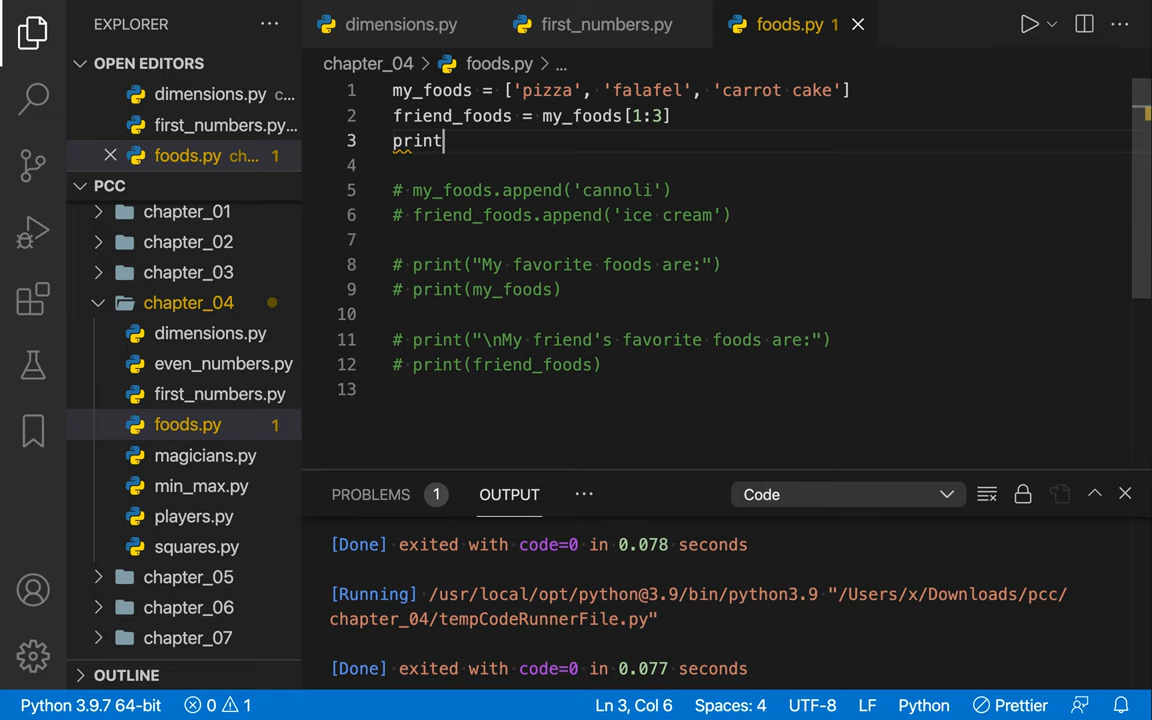 EXPLORER
OPEN EDITORS
dimensions.py c...
first_numbers.py...
foods.py ch... 1
PCC
chapter_01
chapter_02
chapter_03
chapter_04
dimensions.py
even_numbers.py
first_numbers.py
foods.py 1
magicians.py
min_max.py
players.py
squares.py
chapter_05
chapter_06
chapter_07
OUTLINE
dimensions.py first_numbers.py foods.py 1
chapter_04 > foods.py > ...
1 my_foods = ['pizza', 'falafel', 'carrot cake']
2 friend_foods = my_foods[1:3]
3 print
4
5 # my_foods.append('cannoli')
6 # friend_foods.append('ice cream')
7
8 # print("My favorite foods are:")
9 # print(my_foods)
10
11 # print("\nMy friend's favorite foods are:")
12 # print(friend_foods)
13
PROBLEMS 1 OUTPUT ... Code
[Done] exited with code=0 in 0.078 seconds
[Running] /usr/local/opt/python@3.9/bin/python3.9 "/Users/x/Downloads/pcc/
chapter_04/tempCodeRunnerFile.py"
[Done] exited with code=0 in 0.077 seconds
Python 3.9.7 64-bit 0 1 Ln 3, Col 6 Spaces: 4 UTF-8 LF Python Prettier